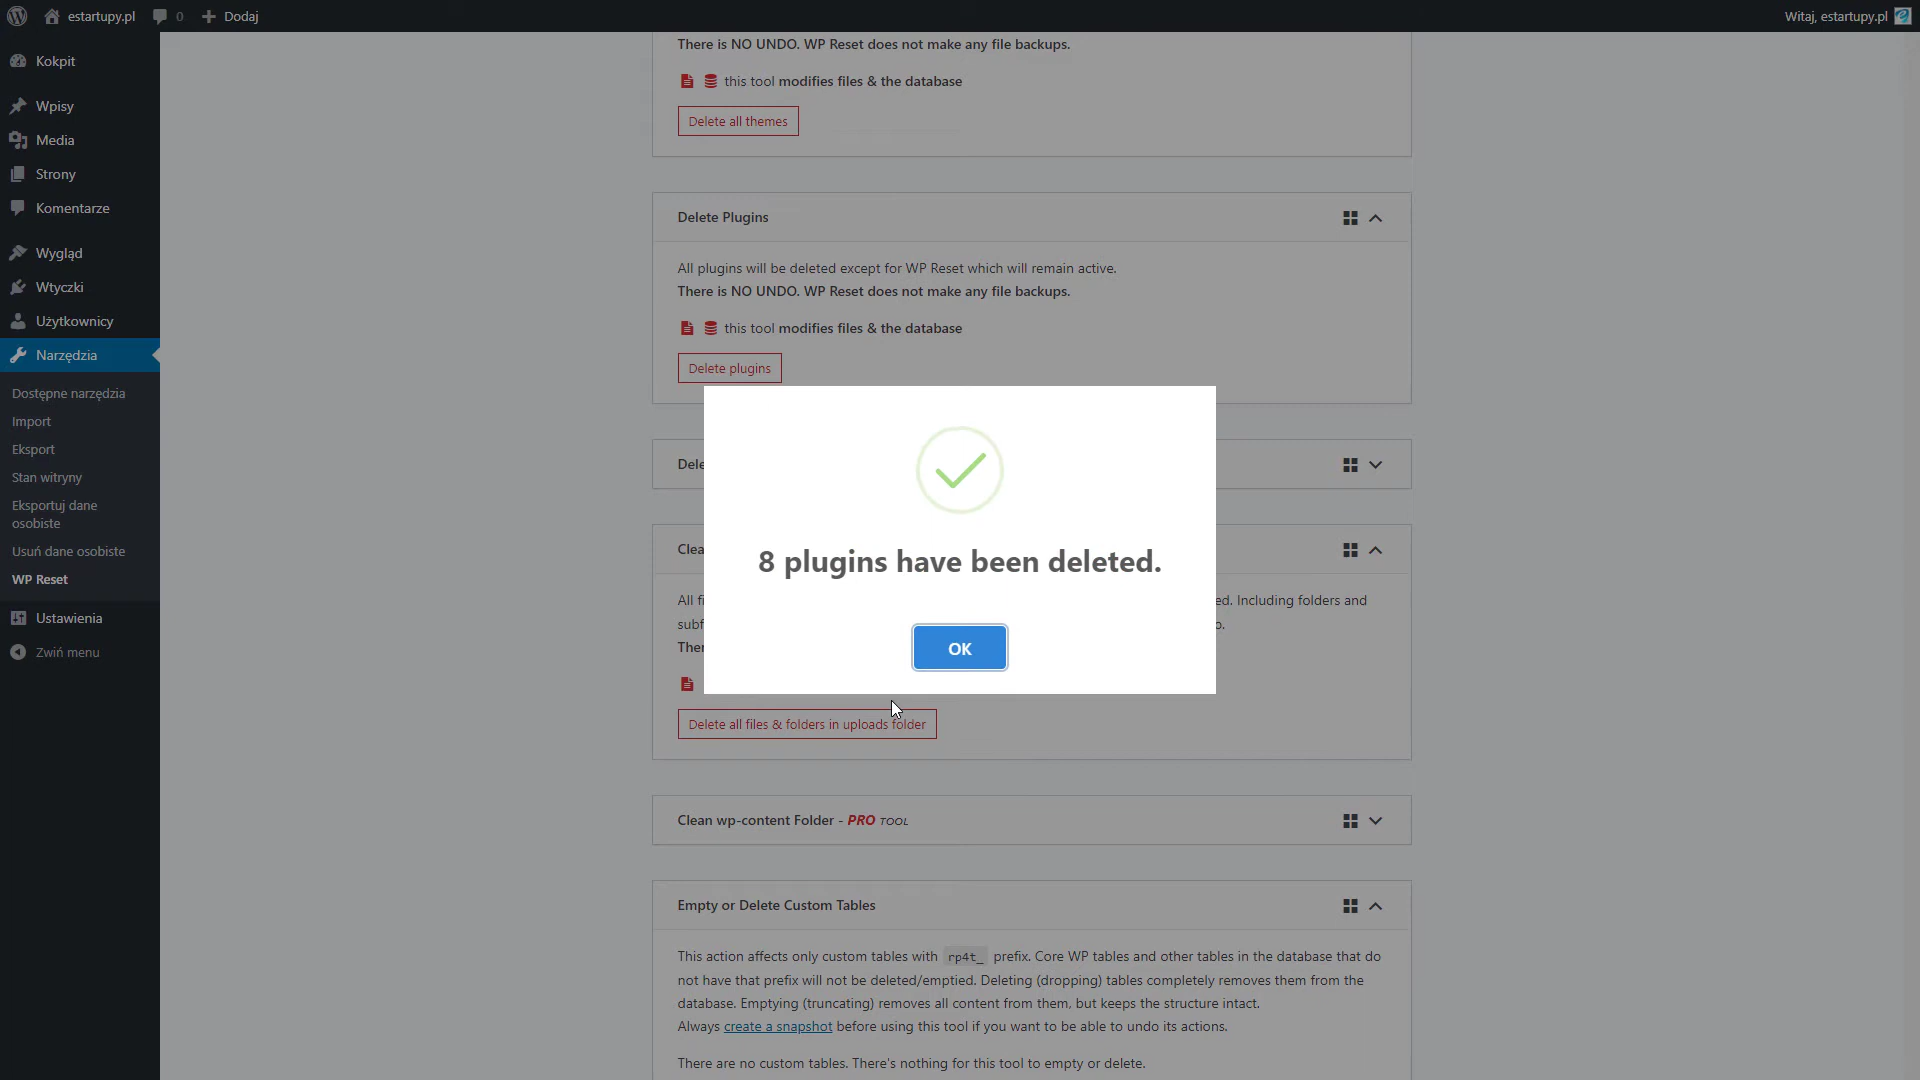 estartupy.pl
0
Dodaj
Witaj, estartupy.pl
Kokpit
Wpisy
Media
Strony
Komentarze
Wygląd
Wtyczki
Użytkownicy
Narzędzia
Dostępne narzędzia
Import
Eksport
Stan witryny
Eksportuj dane
osobiste
Usuń dane osobiste
WP Reset
Ustawienia
Zwiń menu
There is NO UNDO. WP Reset does not make any file backups.
this tool modifies files & the database
Delete all themes
Delete Plugins
All plugins will be deleted except for WP Reset which will remain active.
There is NO UNDO. WP Reset does not make any file backups.
this tool modifies files & the database
Delete plugins
8 plugins have been deleted.
OK
Including folders and
Delete all files & folders in uploads folder
Clean wp-content Folder - PRO TOOL
Empty or Delete Custom Tables
This action affects only custom tables with rp4t_ prefix. Core WP tables and other tables in the database that do
not have that prefix will not be deleted/emptied. Deleting (dropping) tables completely removes them from the
database. Emptying (truncating) removes all content from them, but keeps the structure intact.
Always create a snapshot before using this tool if you want to be able to undo its actions.
There are no custom tables. There's nothing for this tool to empty or delete.